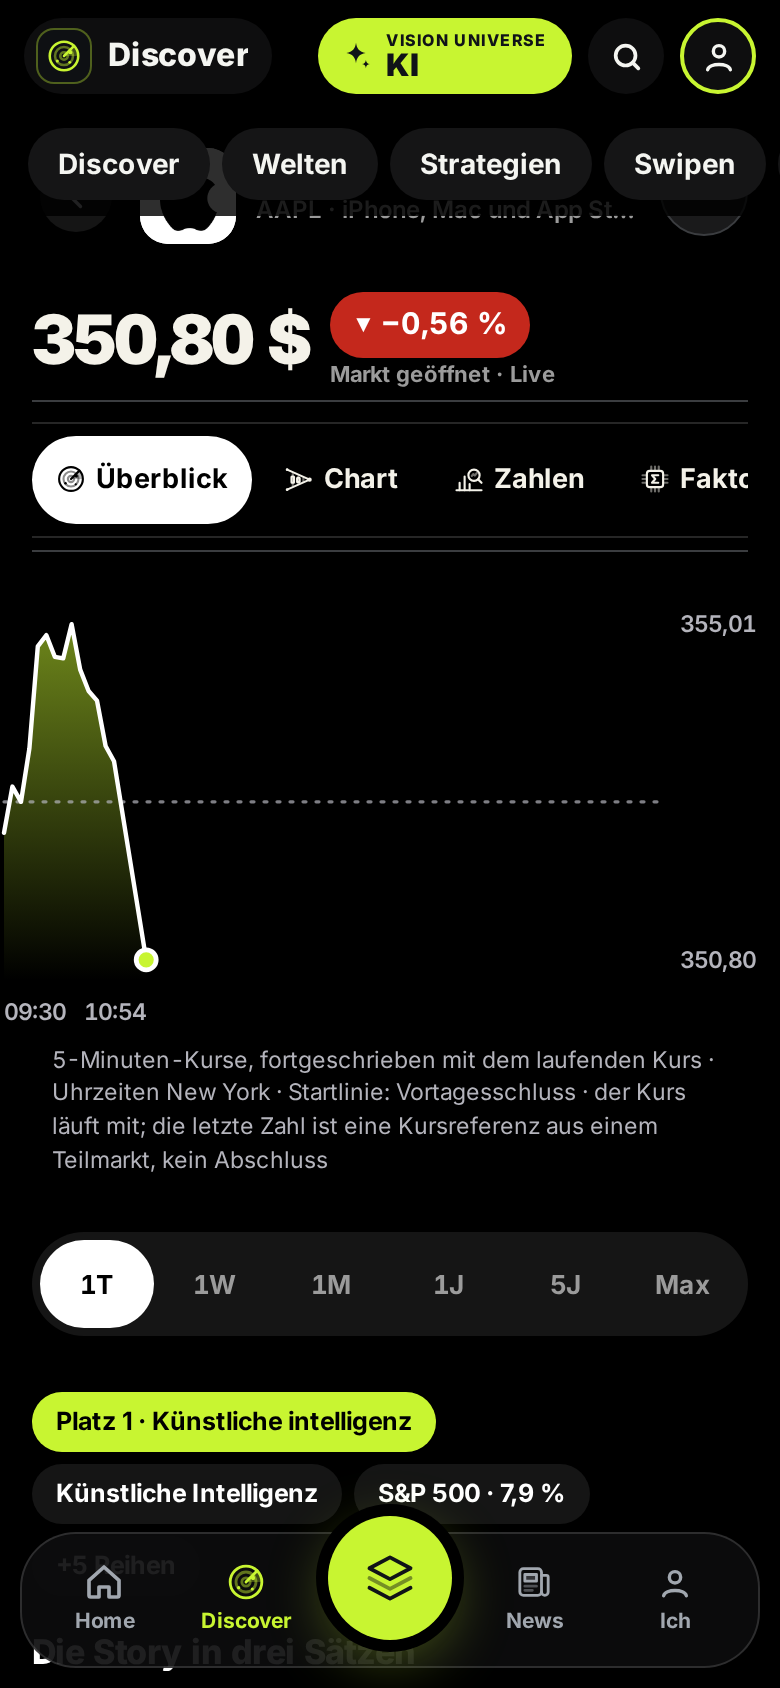 Discover
VISION UNIVERSE
KI
Discover
Welten
Strategien
Swipen
AAPL · iPhone, Mac und App St...
350,80 $
▼ −0,56 %
Markt geöffnet · Live
Überblick
Chart
Zahlen
Fakto
355,01
350,80
09:30
10:54
5-Minuten-Kurse, fortgeschrieben mit dem laufenden Kurs ·
Uhrzeiten New York · Startlinie: Vortagesschluss · der Kurs
läuft mit; die letzte Zahl ist eine Kursreferenz aus einem
Teilmarkt, kein Abschluss
1T
1W
1M
1J
5J
Max
Platz 1 · Künstliche intelligenz
Künstliche Intelligenz
S&P 500 · 7,9 %
+5 Reihen
Home
Discover
News
Ich
Die Story in drei Sätzen